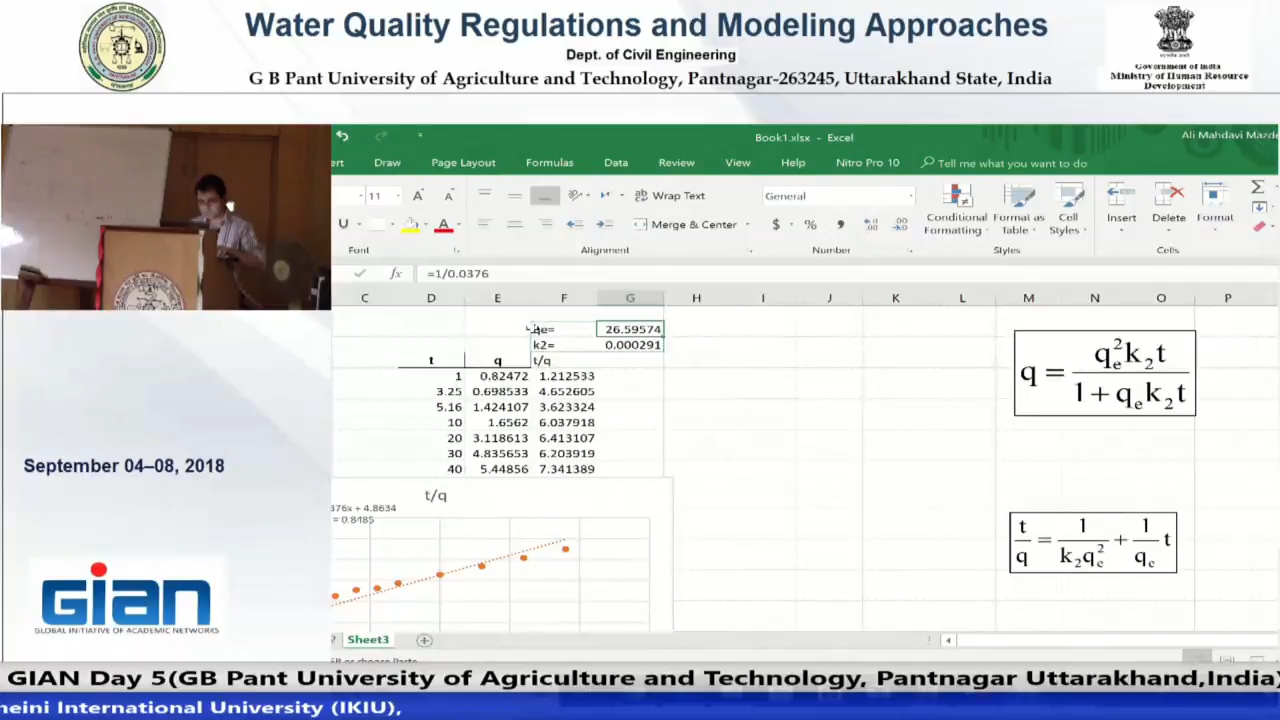 Water Quality Regulations and Modeling Approaches
Dept. of Civil Engineering
G B Pant University of Agriculture and Technology, Pantnagar-263245, Uttarakhand State, India
Government of India
Ministry of Human Resource
Development
Book1.xlsx - Excel
Ali Mahdavi Mazde
ert Draw Page Layout Formulas Data Review View Help Nitro Pro 10 Tell me what you want to do
11 A A Wrap Text General
U A Merge & Center $ % Conditional Formatting Format as Table Cell Styles Insert Delete Format
Font Alignment Number Styles Cells
fx =1/0.0376
C D E F G H I J K L M N O P
qe= 26.59574
k2= 0.000291
t q t/q
1 0.82472 1.212533
3.25 0.698533 4.652605
5.16 1.424107 3.623324
10 1.6562 6.037918
20 3.118613 6.413107
30 4.835653 6.203919
40 5.44856 7.341389
t/q
376x + 4.8634
= 0.8485
q = qe²k₂t / 1 + qek₂t
t/q = 1/k₂qe² + 1/qe t
September 04–08, 2018
GIAN
GLOBAL INITIATIVE OF ACADEMIC NETWORKS
Sheet3
GIAN Day 5(GB Pant University of Agriculture and Technology, Pantnagar Uttarakhand,India)
heini International University (IKIU),